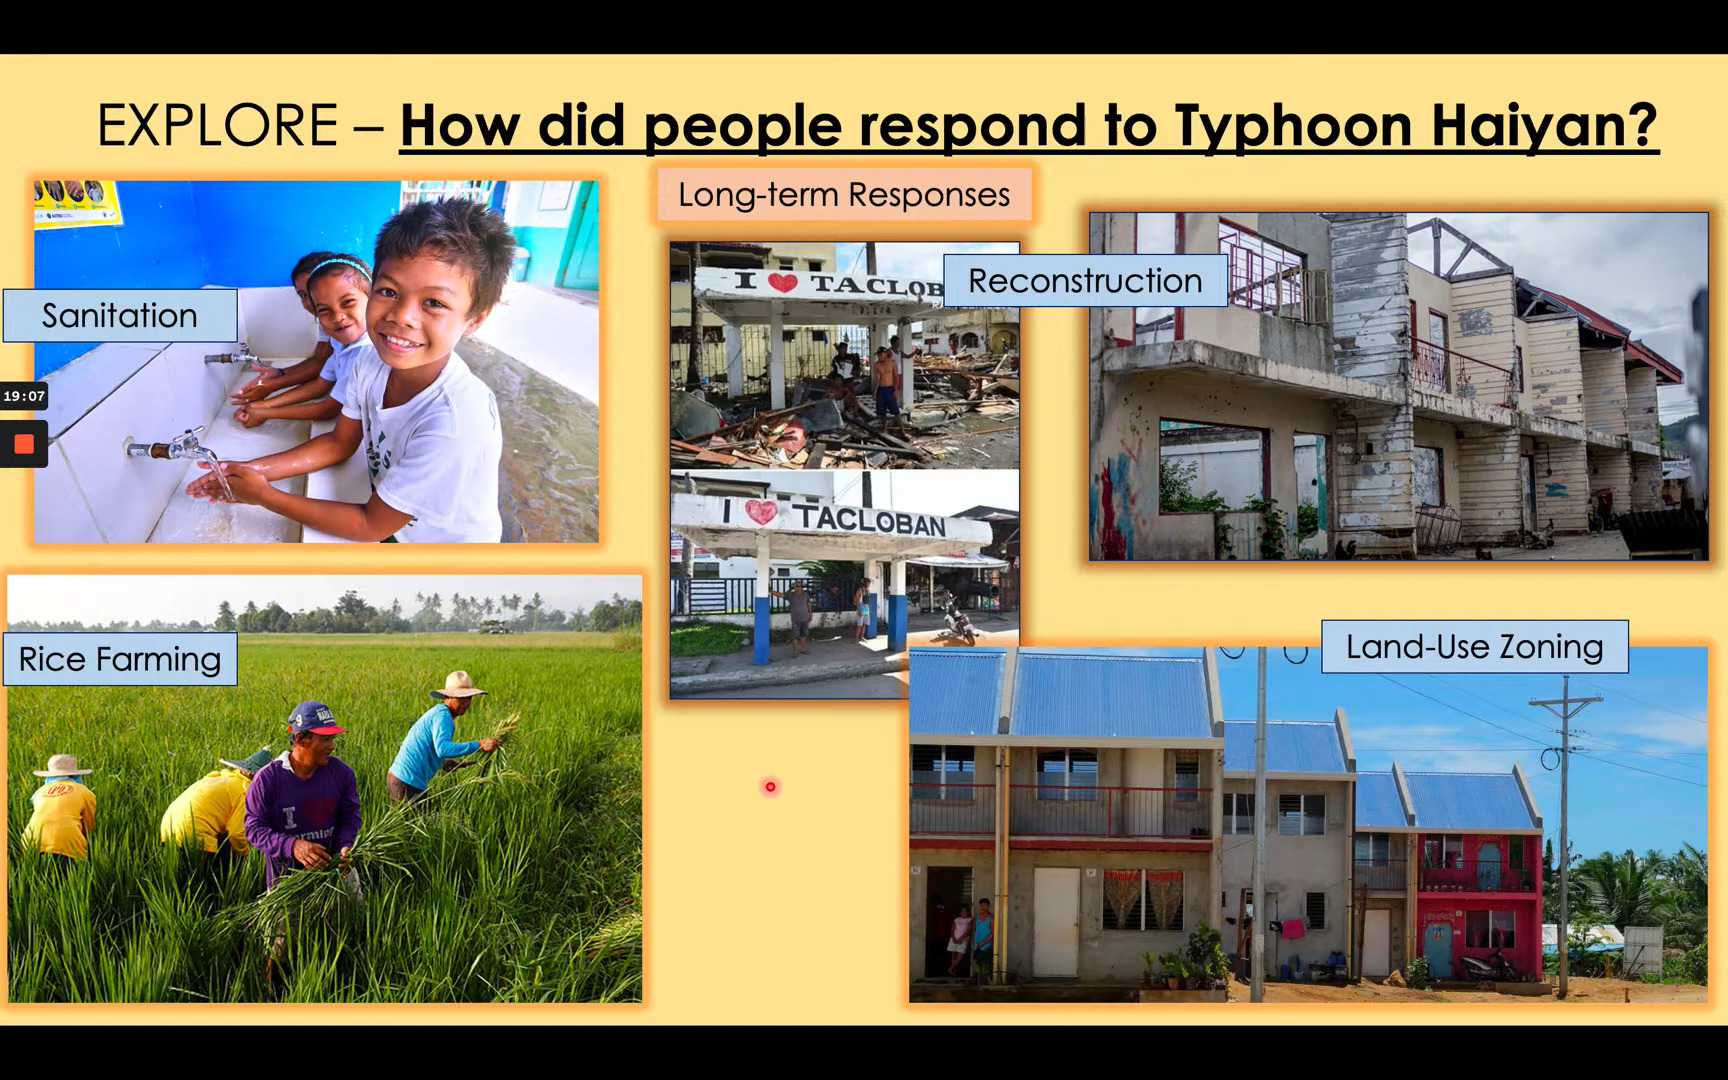 EXPLORE – How did people respond to Typhoon Haiyan?
Long-term Responses
Sanitation
I ❤ TACLOB
Reconstruction
19:07
I ❤ TACLOBAN
Rice Farming
Land-Use Zoning
I